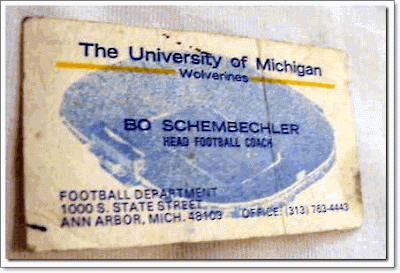 The University of Michigan
Wolverines
BO SCHEMBECHLER
HEAD FOOTBALL COACH
FOOTBALL DEPARTMENT
1000 S. STATE STREET
ANN ARBOR, MICH. 48109 OFFICE: (313) 763-4443